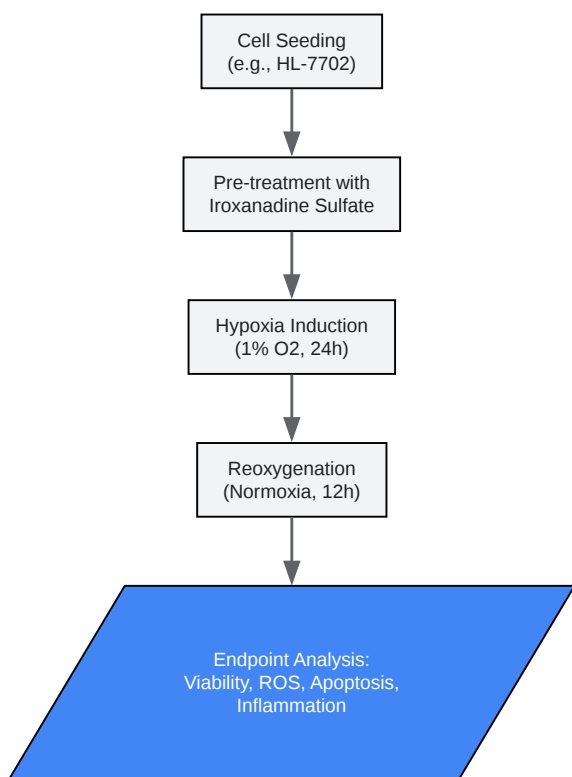 Cell Seeding
(e.g., HL-7702)
Pre-treatment with
Iroxanadine Sulfate
Hypoxia Induction
(1% O2, 24h)
Reoxygenation
(Normoxia, 12h)
Endpoint Analysis:
Viability, ROS, Apoptosis,
Inflammation